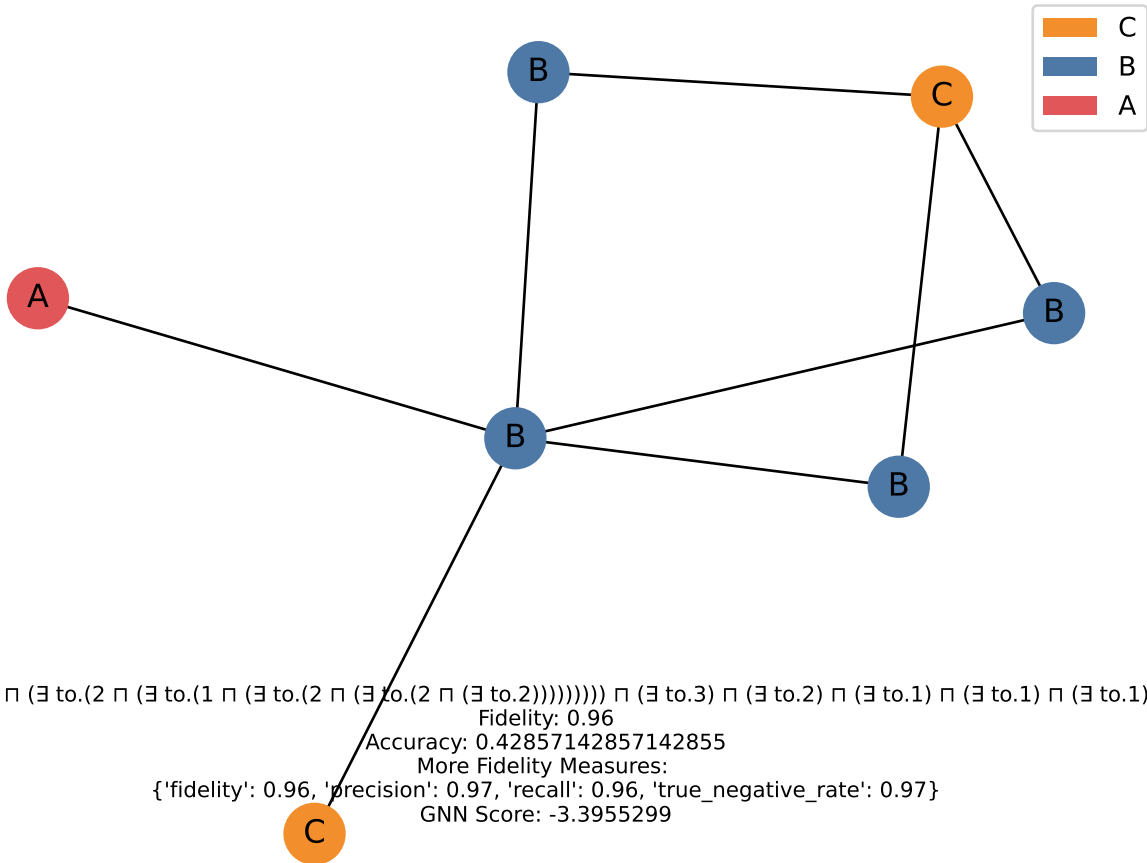 C
B
A
B
C
A
B
B
B
⊓ (∃ to.(2 ⊓ (∃ to.(1 ⊓ (∃ to.(2 ⊓ (∃ to.(2 ⊓ (∃ to.2))))))))) ⊓ (∃ to.3) ⊓ (∃ to.2) ⊓ (∃ to.1) ⊓ (∃ to.1) ⊓ (∃ to.1)
Fidelity: 0.96
Accuracy: 0.42857142857142855
More Fidelity Measures:
{'fidelity': 0.96, 'precision': 0.97, 'recall': 0.96, 'true_negative_rate': 0.97}
GNN Score: -3.3955299
C